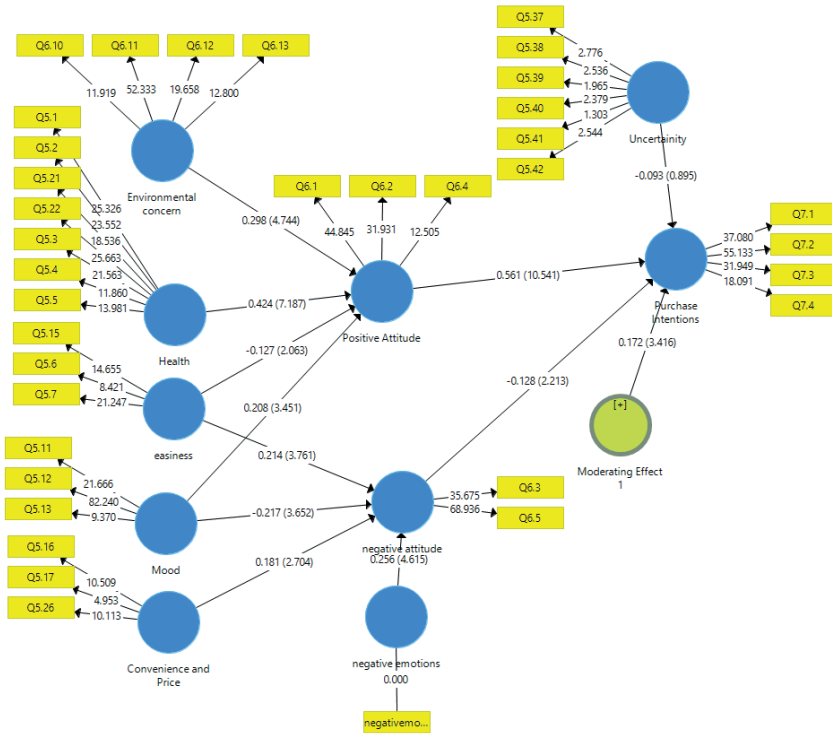 Q6.10
Q6.11
Q6.12
Q6.13
11.919
52.333
19.658
12.800
Environmental
concern
Q5.1
Q5.2
Q5.21
Q5.22
Q5.3
Q5.4
Q5.5
25.326
23.552
18.536
25.663
21.563
11.860
13.981
Health
Q5.15
Q5.6
Q5.7
14.655
8.421
21.247
easiness
Q5.11
Q5.12
Q5.13
21.666
82.240
9.370
Mood
Q5.16
Q5.17
Q5.26
10.509
4.953
10.113
Convenience and
Price
0.298 (4.744)
0.424 (7.187)
-0.127 (2.063)
0.208 (3.451)
0.214 (3.761)
-0.217 (3.652)
0.181 (2.704)
Q6.1
Q6.2
Q6.4
44.845
31.931
12.505
Positive Attitude
0.561 (10.541)
Q6.3
Q6.5
35.675
68.936
negative attitude
0.256 (4.615)
negative emotions
0.000
negativemo...
-0.128 (2.213)
Q5.37
Q5.38
Q5.39
Q5.40
Q5.41
Q5.42
2.776
2.536
1.965
2.379
1.303
2.544
Uncertainity
-0.093 (0.895)
Q7.1
Q7.2
Q7.3
Q7.4
37.080
55.133
31.949
18.091
Purchase
Intentions
0.172 (3.416)
[+]
Moderating Effect
1